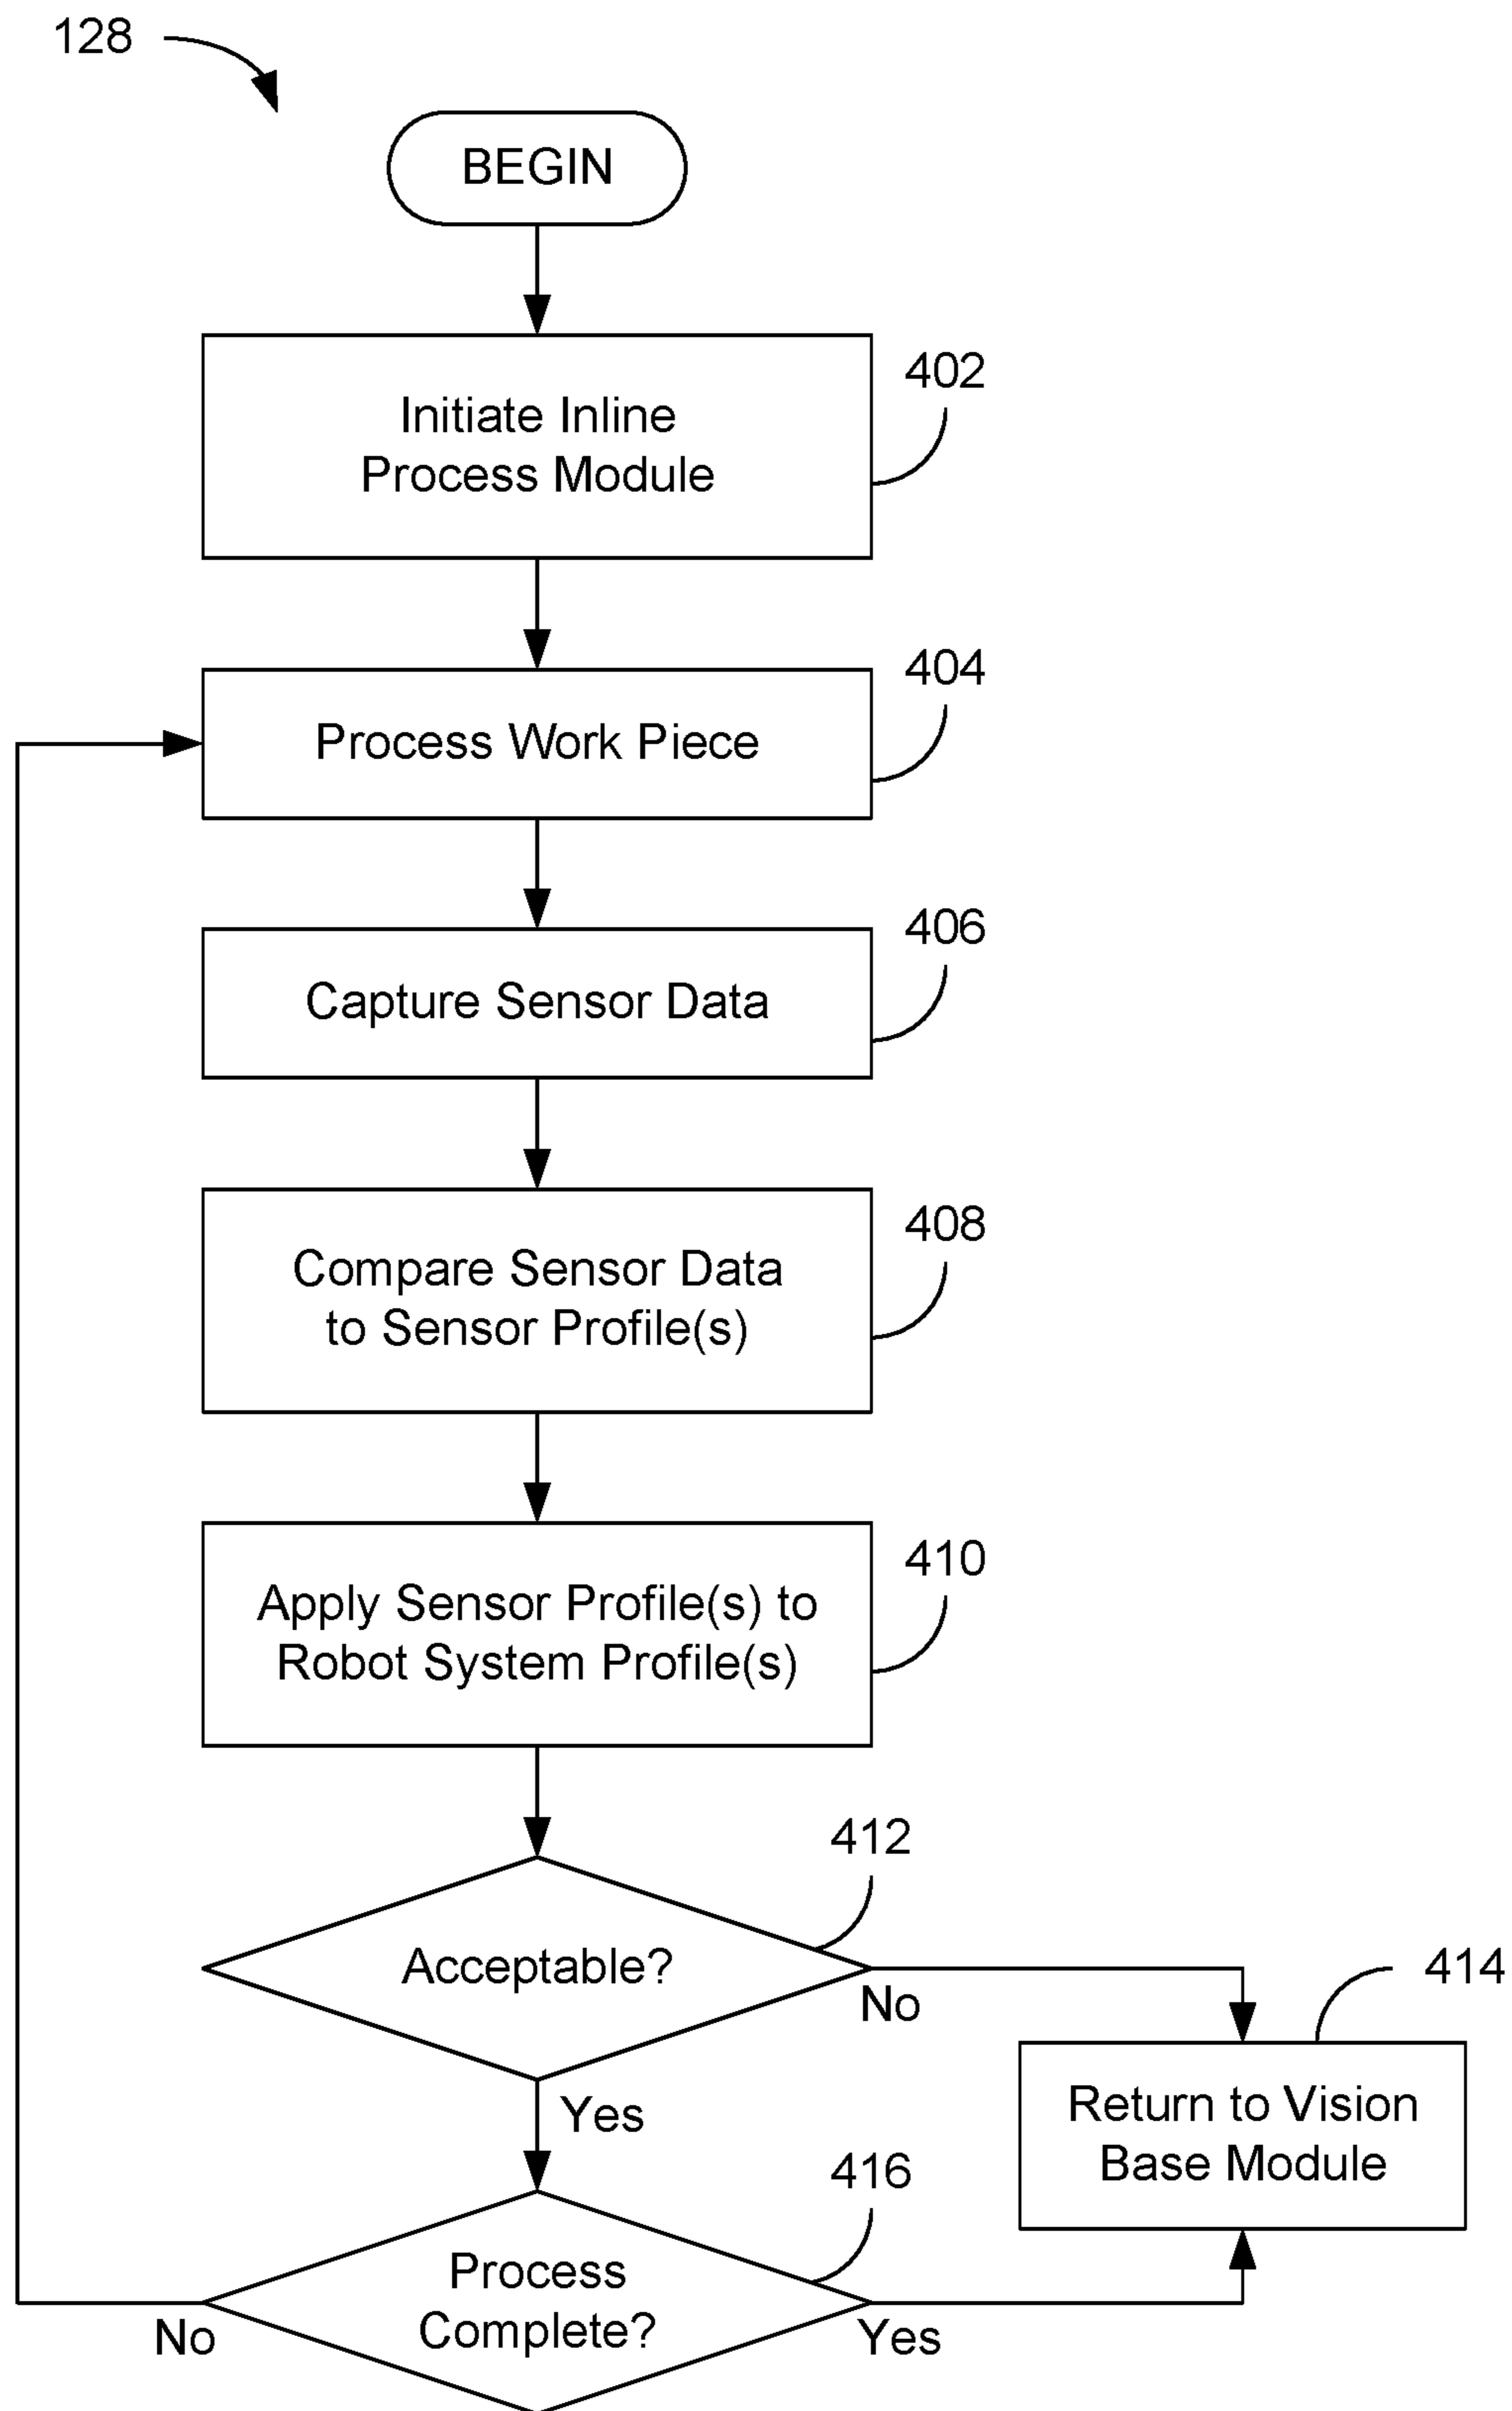 128
BEGIN
402
Initiate Inline
Process Module
404
Process Work Piece
406
Capture Sensor Data
408
Compare Sensor Data
to Sensor Profile(s)
410
Apply Sensor Profile(s) to
Robot System Profile(s)
412
Acceptable?
No
414
Return to Vision
Base Module
Yes
416
Process
Complete?
No
Yes